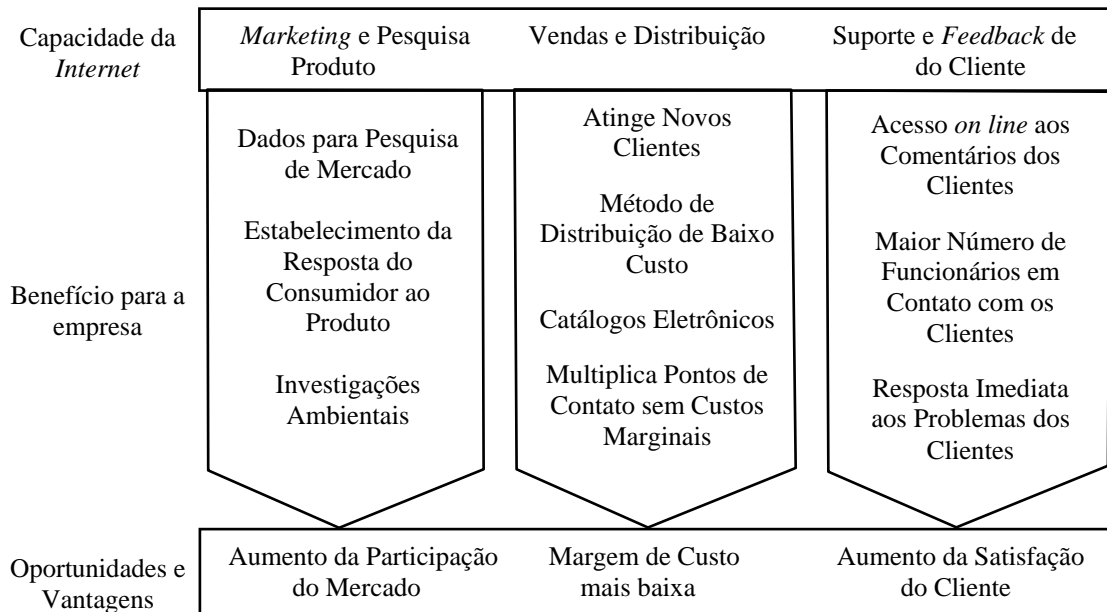 Capacidade da
Internet
Marketing e Pesquisa
Produto
Vendas e Distribuição
Suporte e Feedback de
do Cliente
Benefício para a
empresa
Dados para Pesquisa
de Mercado
Estabelecimento da
Resposta do
Consumidor ao
Produto
Investigações
Ambientais
Atinge Novos
Clientes
Método de
Distribuição de Baixo
Custo
Catálogos Eletrônicos
Multiplica Pontos de
Contato sem Custos
Marginais
Acesso on line aos
Comentários dos
Clientes
Maior Número de
Funcionários em
Contato com os
Clientes
Resposta Imediata
aos Problemas dos
Clientes
Oportunidades e
Vantagens
Aumento da Participação
do Mercado
Margem de Custo
mais baixa
Aumento da Satisfação
do Cliente